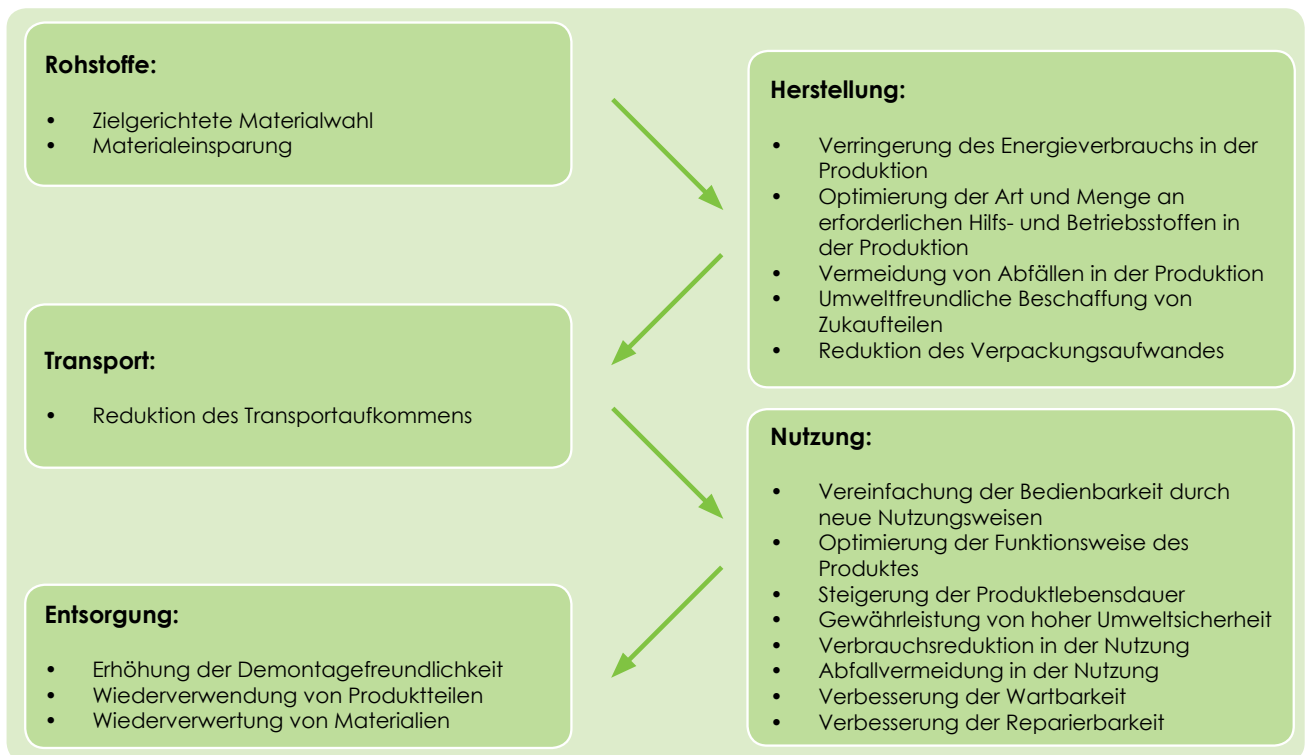 Rohstoffe:
• Zielgerichtete Materialwahl
• Materialeinsparung
Herstellung:
• Verringerung des Energieverbrauchs in der
Produktion
• Optimierung der Art und Menge an
erforderlichen Hilfs- und Betriebsstoffen in
der Produktion
• Vermeidung von Abfällen in der Produktion
• Umweltfreundliche Beschaffung von
Zukaufteilen
• Reduktion des Verpackungsaufwandes
Transport:
• Reduktion des Transportaufkommens
Nutzung:
• Vereinfachung der Bedienbarkeit durch
neue Nutzungsweisen
• Optimierung der Funktionsweise des
Produktes
• Steigerung der Produktlebensdauer
• Gewährleistung von hoher Umweltsicherheit
• Verbrauchsreduktion in der Nutzung
• Abfallvermeidung in der Nutzung
• Verbesserung der Wartbarkeit
• Verbesserung der Reparierbarkeit
Entsorgung:
• Erhöhung der Demontagefreundlichkeit
• Wiederverwendung von Produktteilen
• Wiederverwertung von Materialien